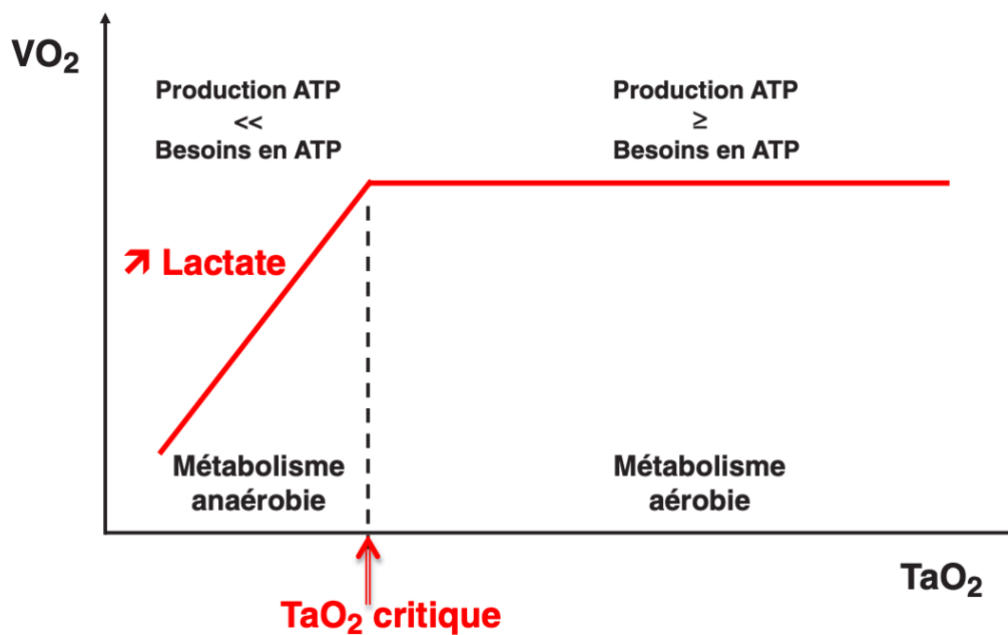 VO₂
Production ATP
<<
Besoins en ATP
Production ATP
≥
Besoins en ATP
↗ Lactate
Métabolisme
anaérobie
Métabolisme
aérobie
TaO₂
TaO₂ critique